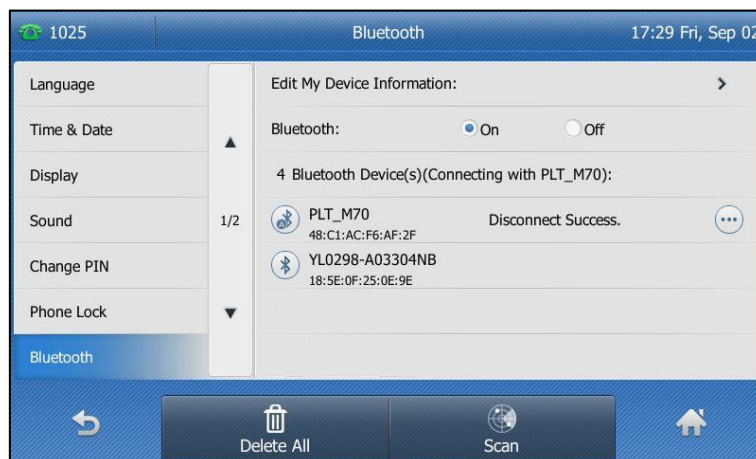 1025 Bluetooth 17:29 Fri, Sep 02
Language
Time & Date
Display
Sound
Change PIN
Phone Lock
Bluetooth
1/2
Edit My Device Information:
Bluetooth: On Off
4 Bluetooth Device(s)(Connecting with PLT_M70):
PLT_M70 Disconnect Success.
48:C1:AC:F6:AF:2F
YL0298-A03304NB
18:5E:0F:25:0E:9E
Delete All Scan